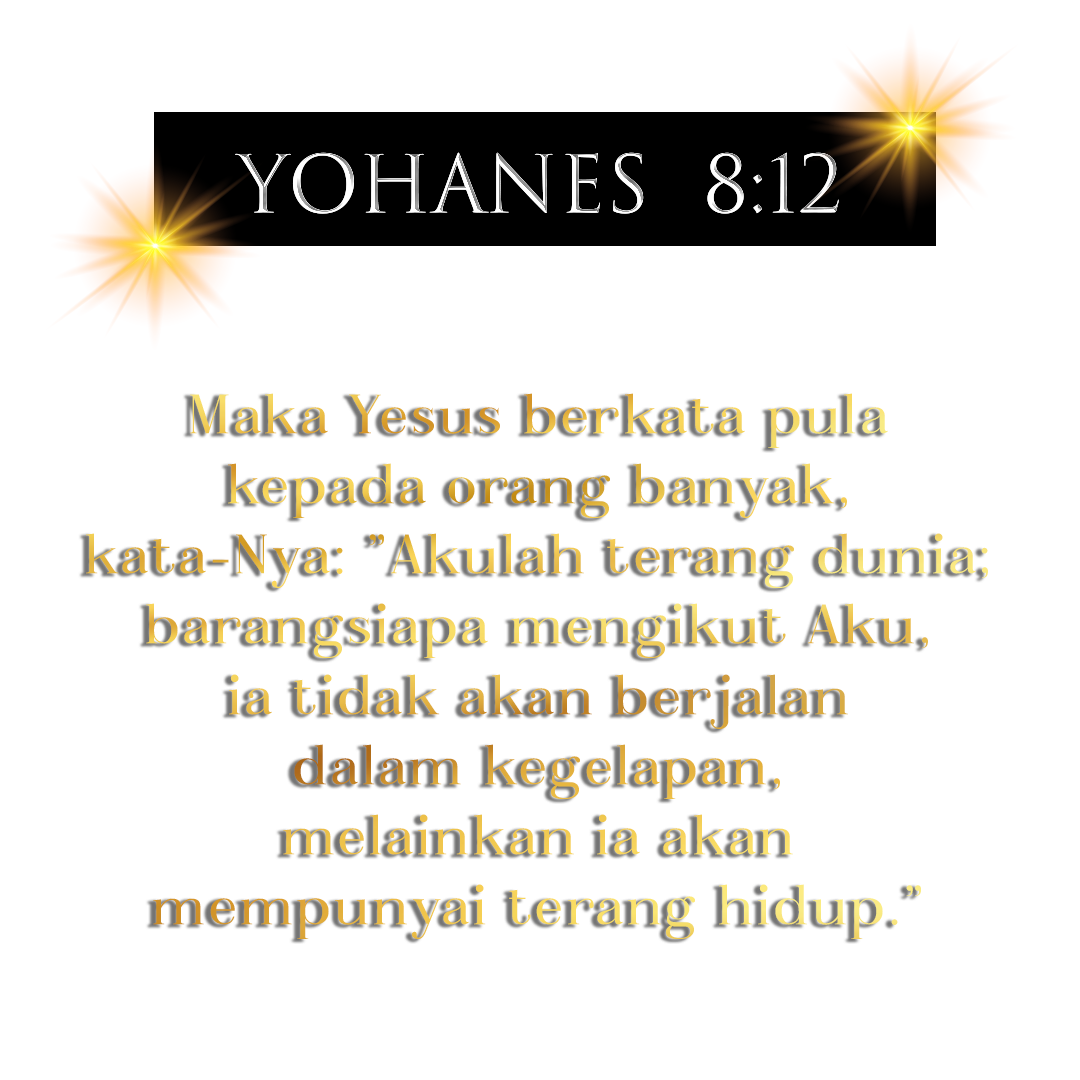 YOHANES 8:12
Maka Yesus berkata pula
kepada orang banyak,
kata-Nya: ”Akulah terang dunia;
barangsiapa mengikut Aku,
ia tidak akan berjalan
dalam kegelapan,
melainkan ia akan
mempunyai terang hidup.”